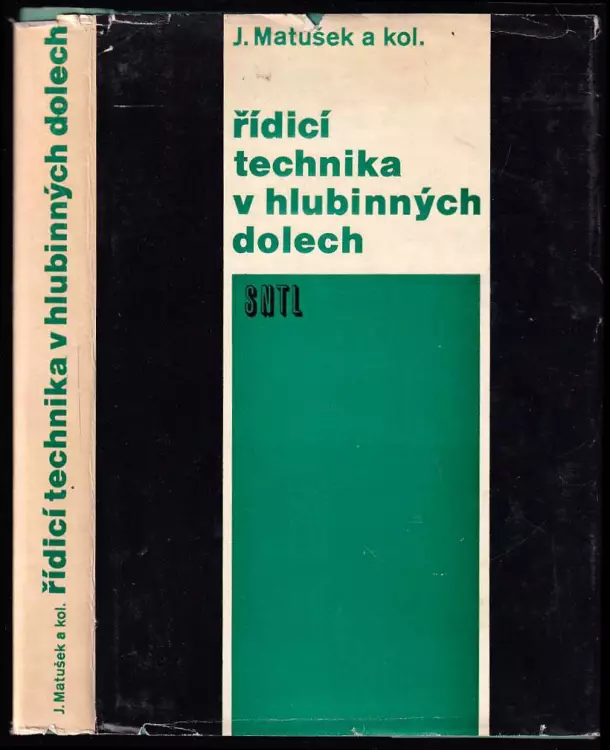 J. Matušek a kol.
řídicí
technika
v hlubinných
dolech
SNTL
J. Matušek a kol. řídicí technika v hlubinných dolech